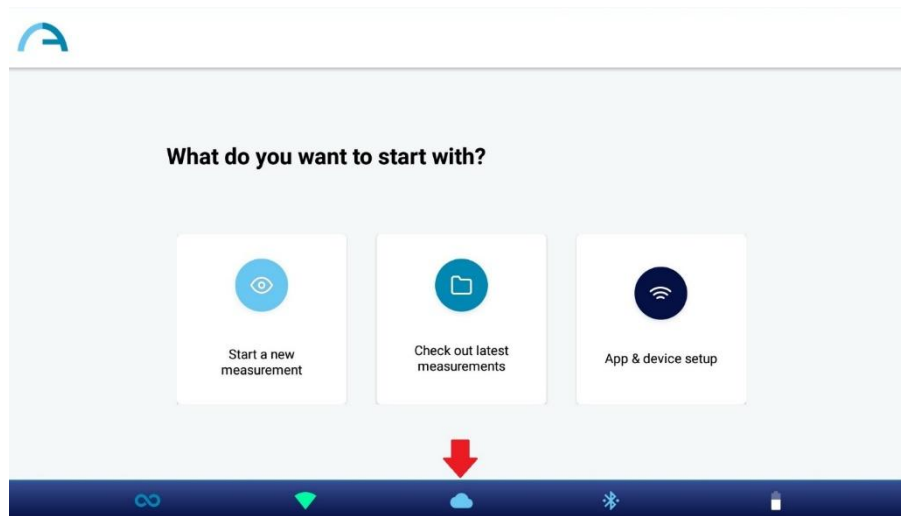 What do you want to start with?
Start a new
measurement
Check out latest
measurements
App & device setup